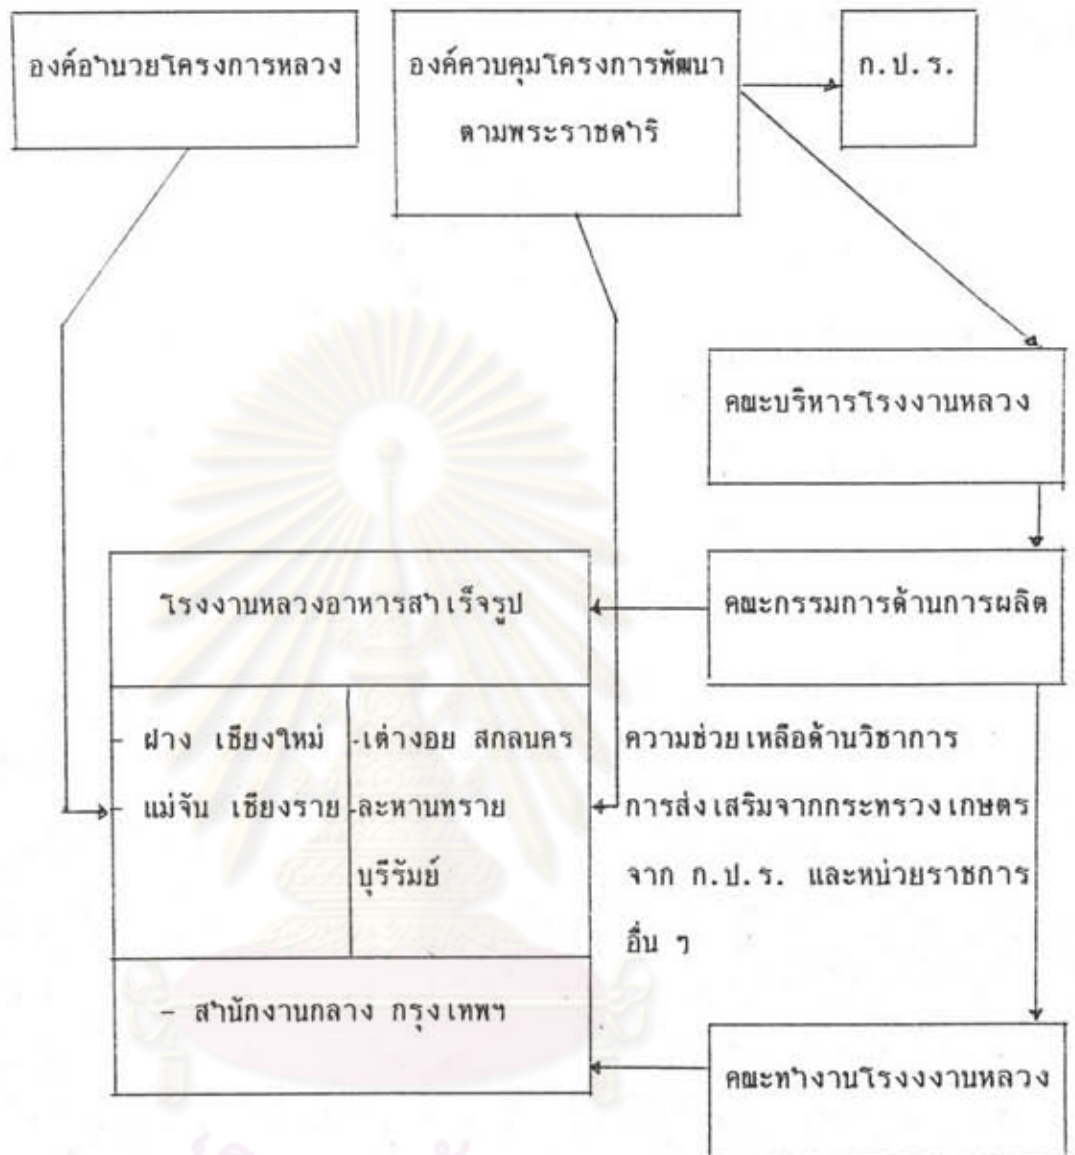 องค์อำนวยโครงการหลวง
องค์ควบคุมโครงการพัฒนา
ตามพระราชดำริ
ก.ป.ร.
คณะบริหารโรงงานหลวง
โรงงานหลวงอาหารสำเร็จรูป
คณะกรรมการด้านการผลิต
- ฝาง เชียงใหม่
- แม่จัน เชียงราย
-เต่างอย สกลนคร
-ละหานทราย
บุรีรัมย์
ความช่วยเหลือด้านวิชาการ
การส่งเสริมจากกระทรวงเกษตร
จาก ก.ป.ร. และหน่วยราชการ
อื่น ๆ
- สำนักงานกลาง กรุงเทพฯ
คณะทำงานโรงงงานหลวง